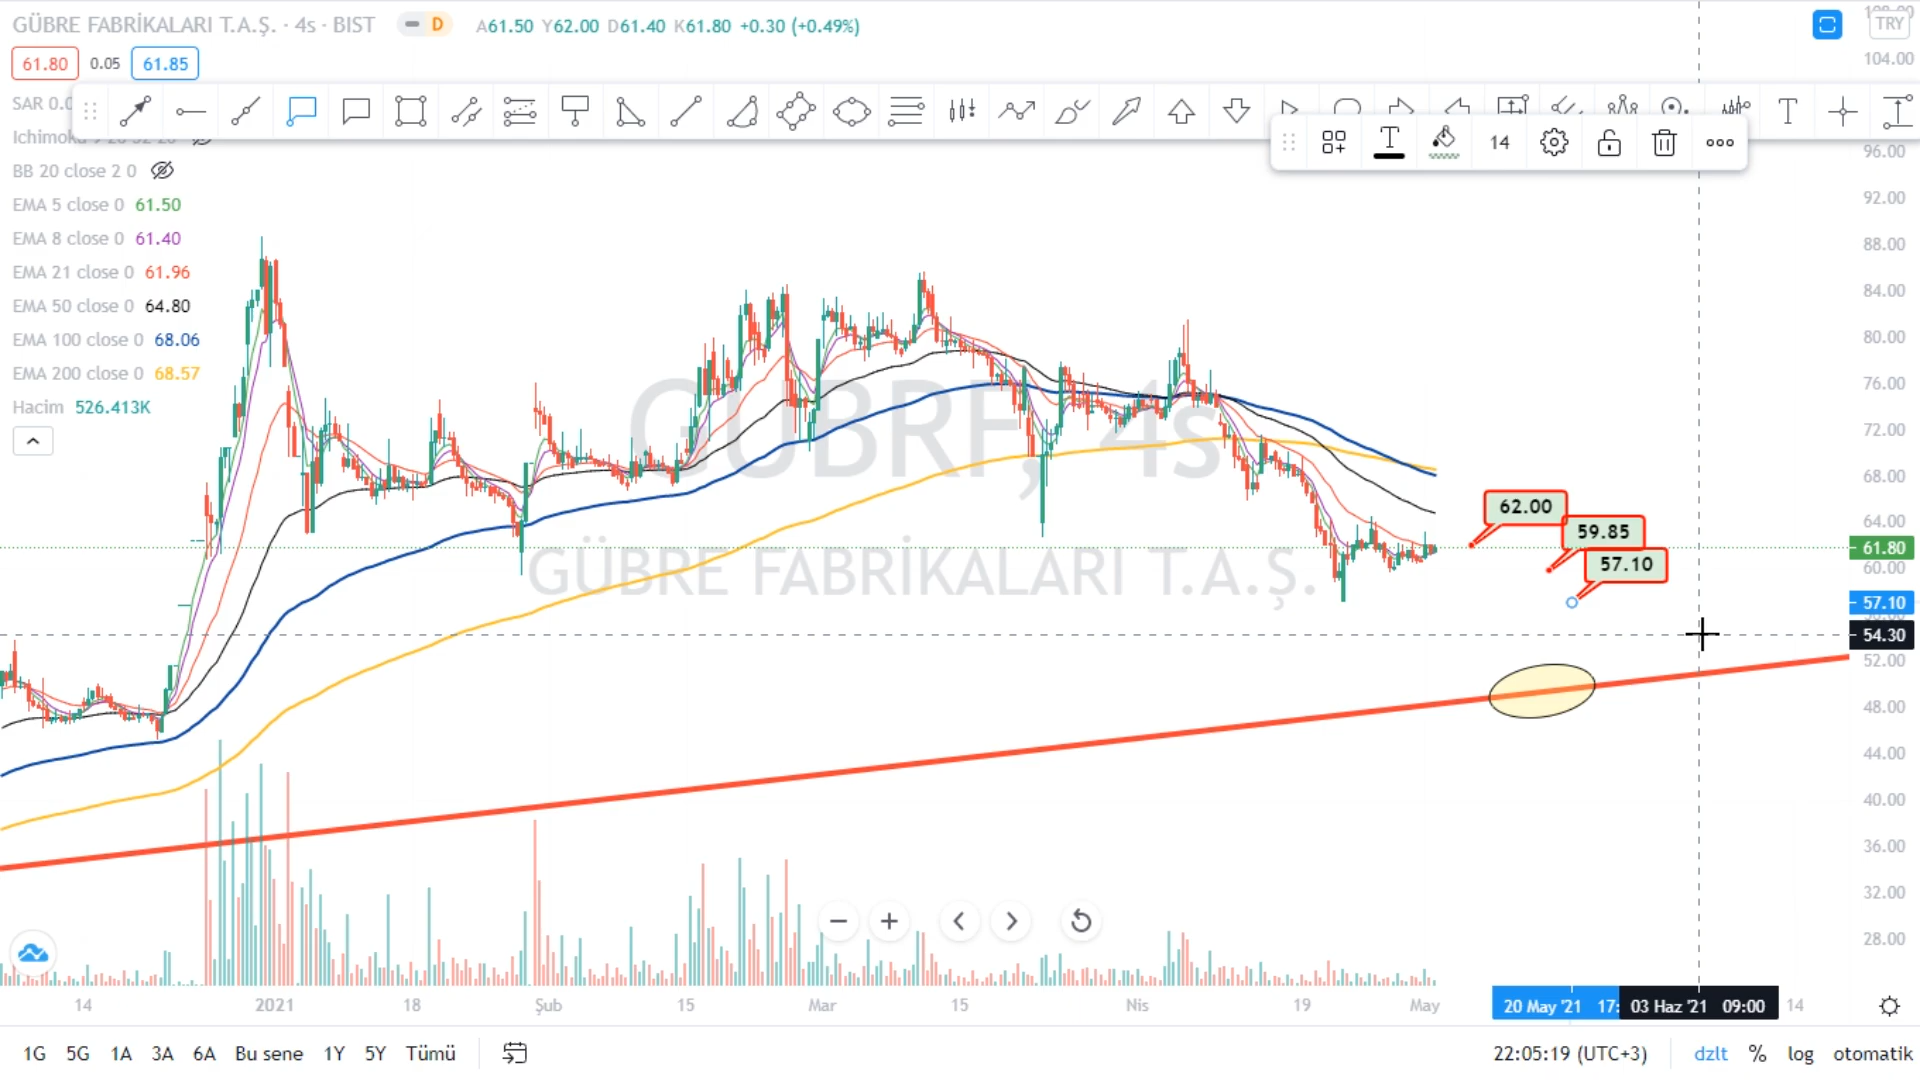 GÜBRE FABRİKALARI T.A.Ş. · 4s · BIST
D
A61.50 Y62.00 D61.40 K61.80 +0.30 (+0.49%)
TRY
61.80 0.05 61.85
104.00
SAR
T
14
96.00
BB 20 close 2 0
92.00
EMA 5 close 0 61.50
EMA 8 close 0 61.40
88.00
EMA 21 close 0 61.96
84.00
EMA 50 close 0 64.80
EMA 100 close 0 68.06
80.00
EMA 200 close 0 68.57
76.00
Hacim 526.413K
72.00
GUBRF, 4s
68.00
62.00
64.00
59.85
61.80
57.10
60.00
GÜBRE FABRİKALARI T.A.Ş.
57.10
54.30
52.00
48.00
44.00
40.00
36.00
32.00
28.00
14 2021 18 Şub 15 Mar 15 Nis 19 May 20 May '21 17: 03 Haz '21 09:00 14
1G 5G 1A 3A 6A Bu sene 1Y 5Y Tümü 22:05:19 (UTC+3) dzlt % log otomatik